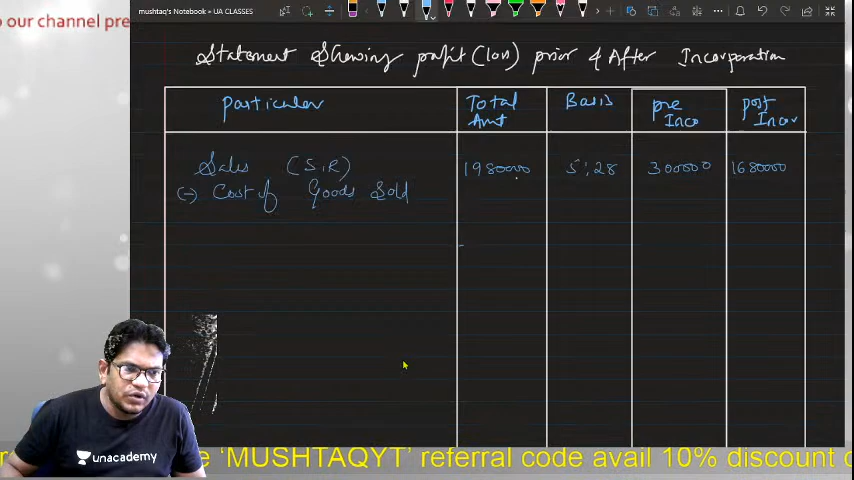 o our channel pre
mushtaq's Notebook » UA CLASSES
Statement Showing profit (loss) prior & After Incorporation
Particular Total Amt Basis pre Inco post Incor
Sales (S.R) 1980000 5:28 300000 1680000
(-) Cost of Goods Sold
unacademy
e 'MUSHTAQYT' referral code avail 10% discount o